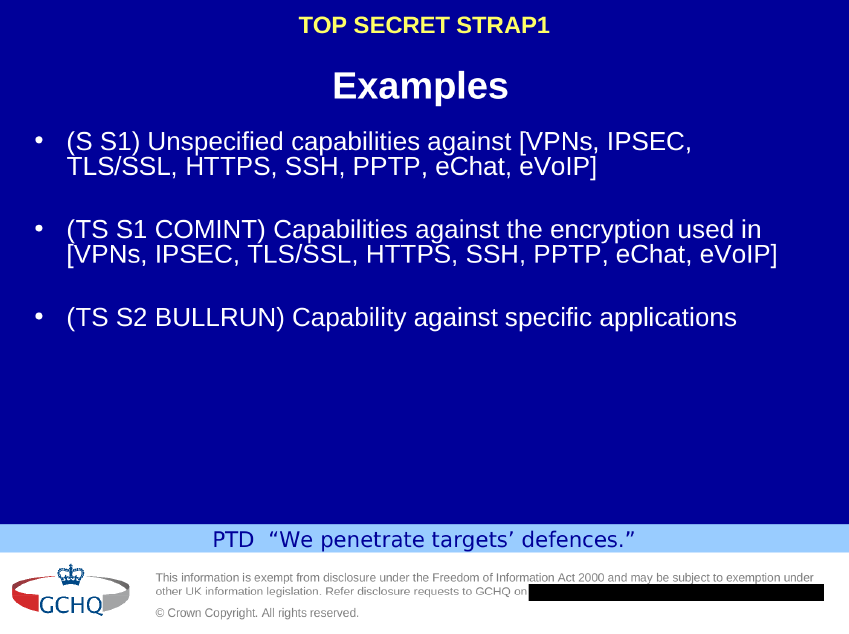 TOP SECRET STRAP1
Examples
• (S S1) Unspecified capabilities against [VPNs, IPSEC,
TLS/SSL, HTTPS, SSH, PPTP, eChat, eVoIP]
• (TS S1 COMINT) Capabilities against the encryption used in
[VPNs, IPSEC, TLS/SSL, HTTPS, SSH, PPTP, eChat, eVoIP]
• (TS S2 BULLRUN) Capability against specific applications
PTD “We penetrate targets’ defences.”
GCHQ
This information is exempt from disclosure under the Freedom of Information Act 2000 and may be subject to exemption under
other UK information legislation. Refer disclosure requests to GCHQ on
© Crown Copyright. All rights reserved.